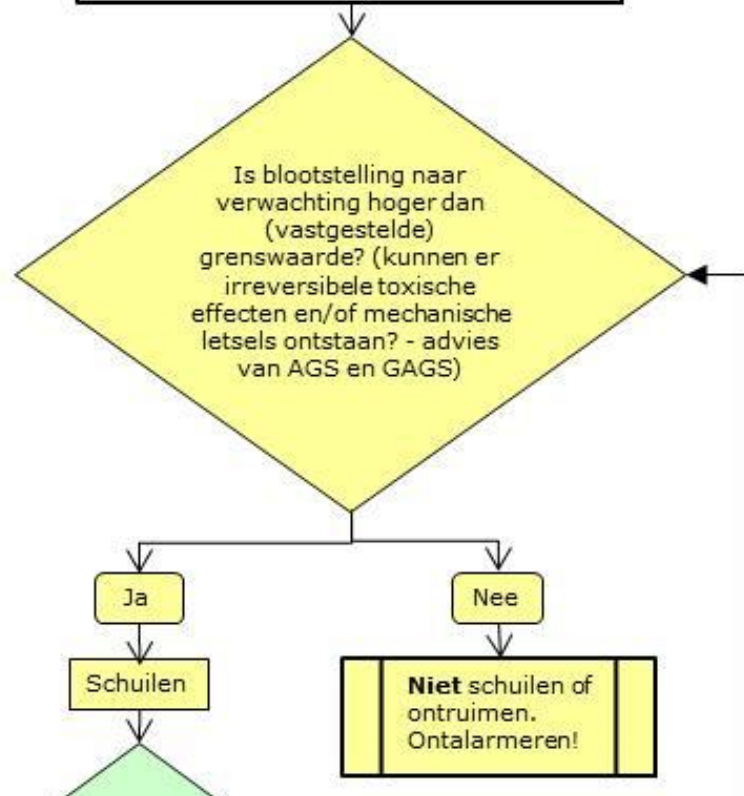 Is blootstelling naar
verwachting hoger dan
(vastgestelde)
grenswaarde? (kunnen er
irreversibele toxische
effecten en/of mechanische
letsels ontstaan? - advies
van AGS en GAGS)
Ja
Nee
Schuilen
Niet schuilen of
ontruimen.
Ontalarmeren!